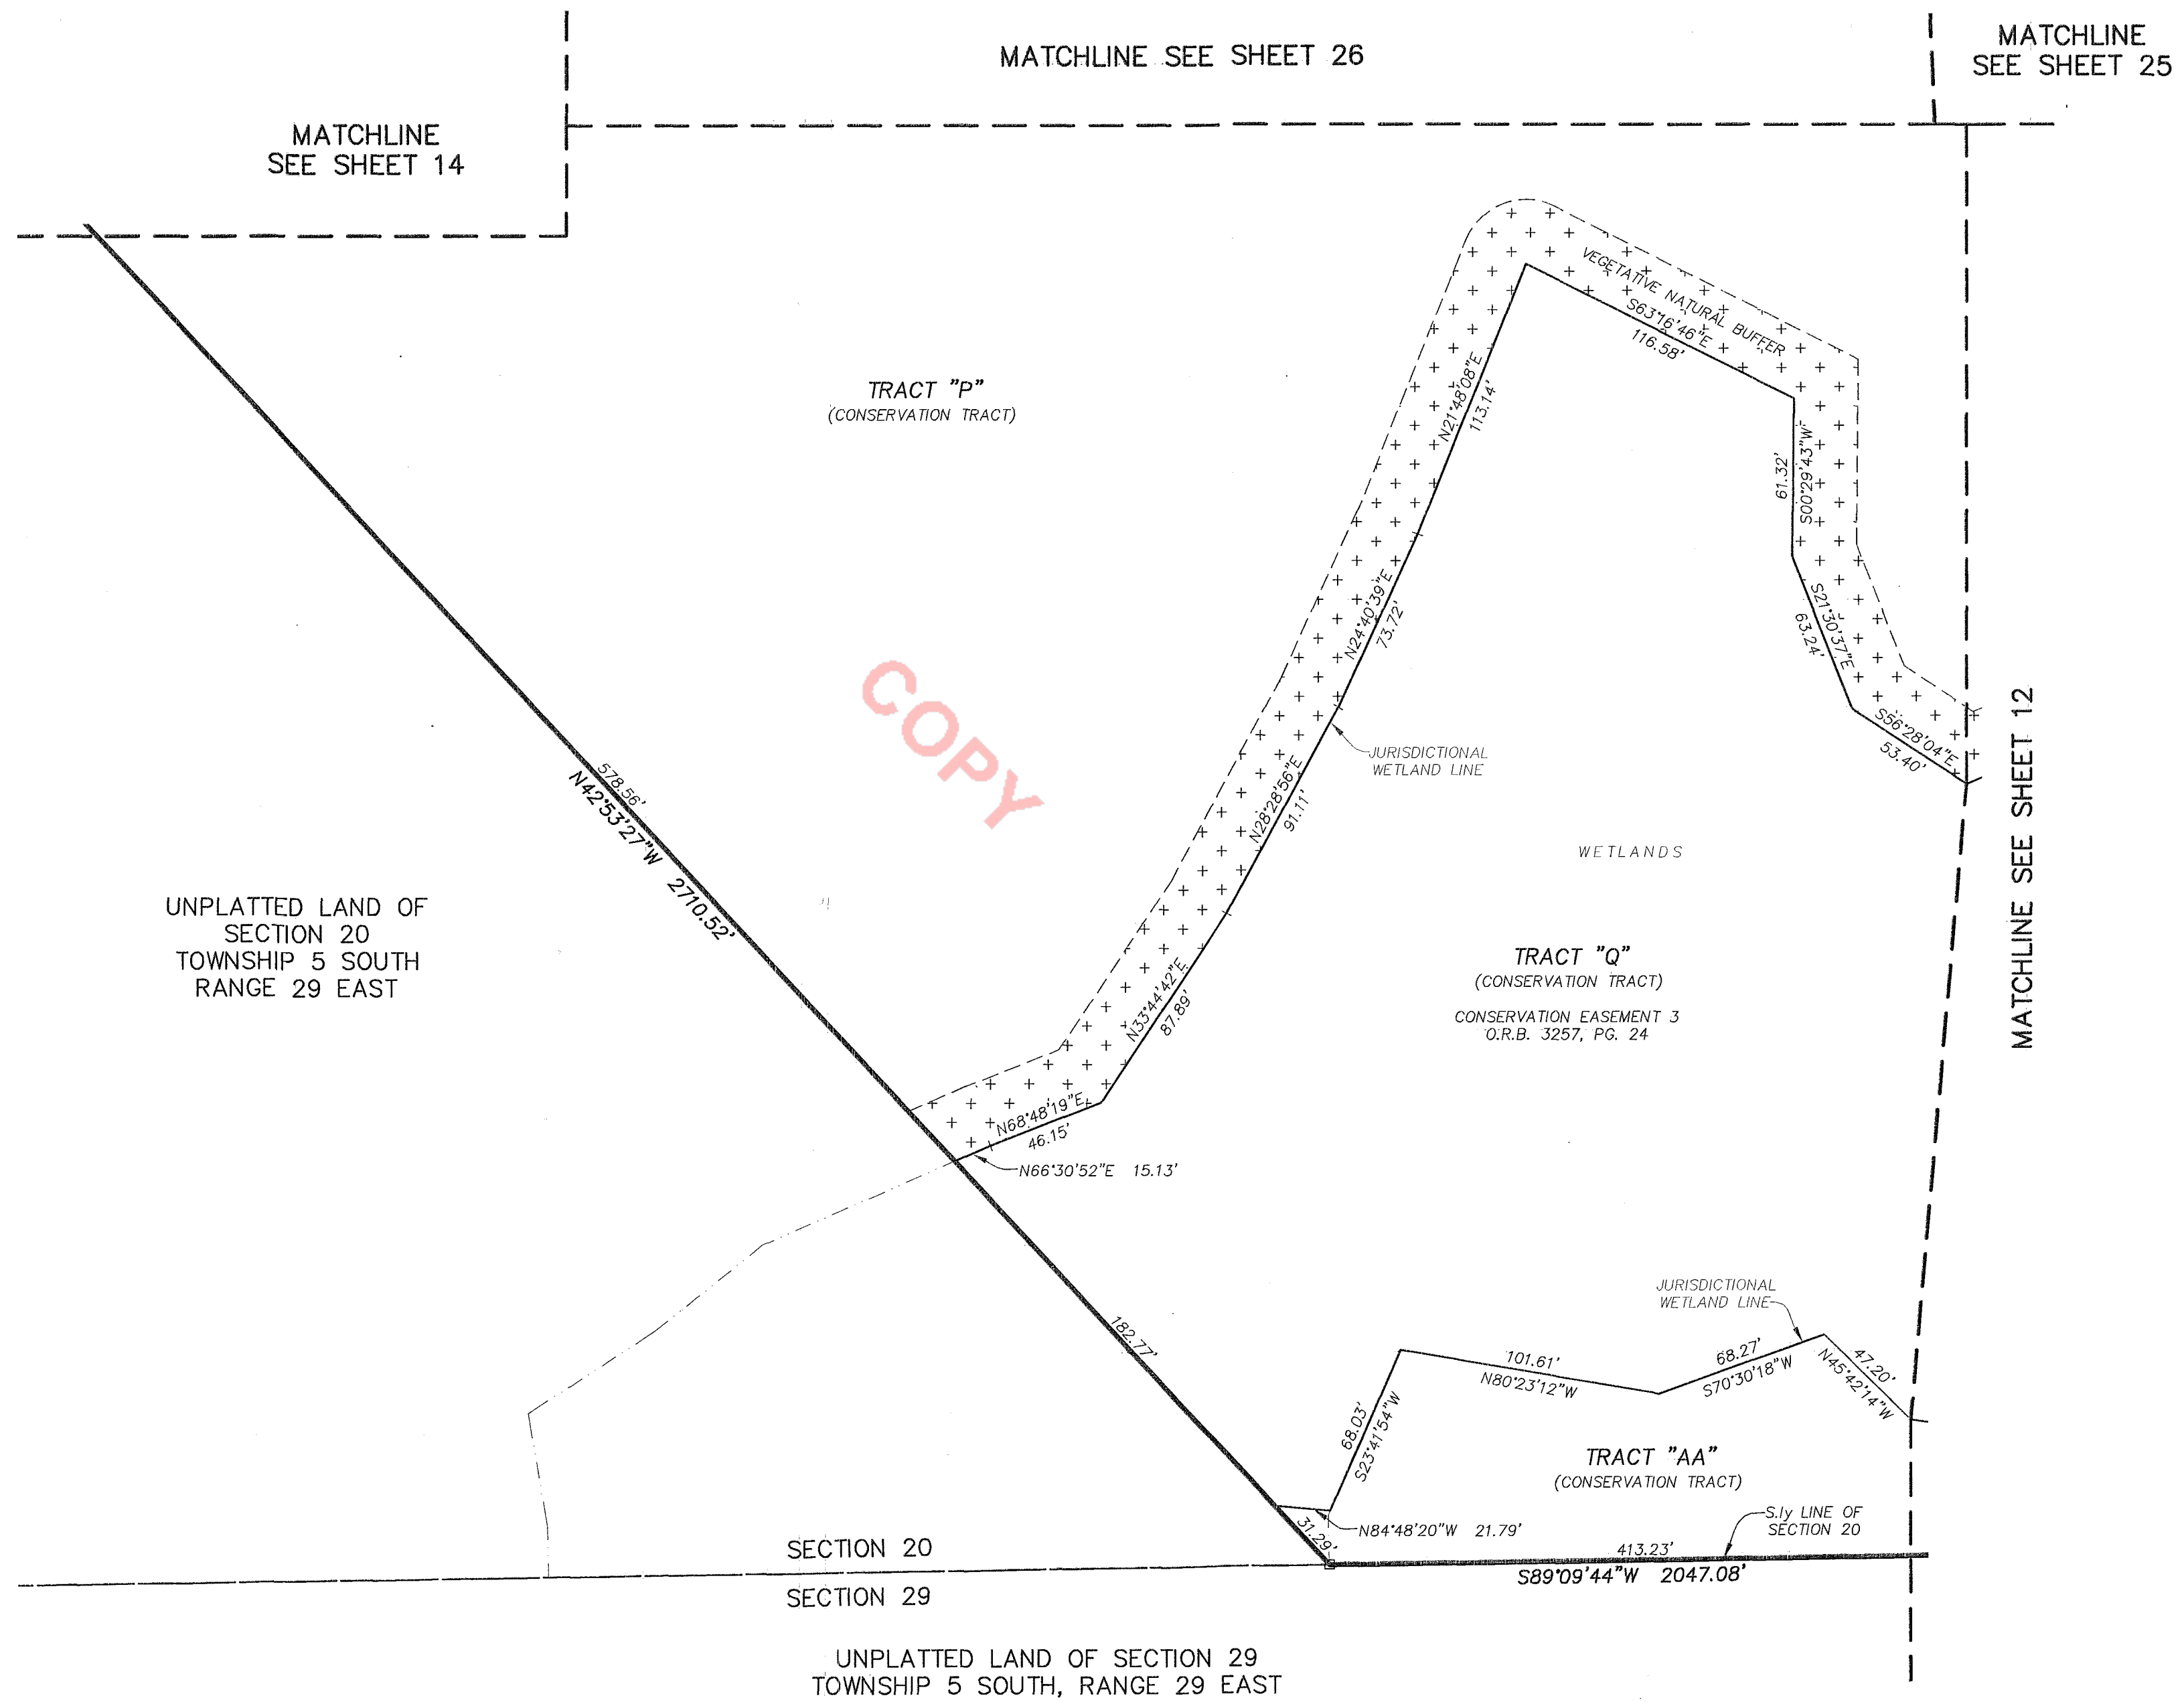 MATCHLINE SEE SHEET 26
MATCHLINE
SEE SHEET 25
MATCHLINE
SEE SHEET 14
VEGETATIVE NATURAL BUFFER
S63°16'46"E
116.58'
TRACT "P"
(CONSERVATION TRACT)
N21°48'08"E
113.14'
61.32'
S00°29'43"W
N24°40'39"E
73.72'
S21°30'37"E
63.24'
S56°28'04"E
53.40'
COPY
JURISDICTIONAL
WETLAND LINE
MATCHLINE SEE SHEET 12
578.56'
N42°53'27"W 2710.52'
N28°28'56"E
91.11'
WETLANDS
UNPLATTED LAND OF
SECTION 20
TOWNSHIP 5 SOUTH
RANGE 29 EAST
TRACT "Q"
(CONSERVATION TRACT)
CONSERVATION EASEMENT 3
O.R.B. 3257, PG. 24
N33°44'42"E
87.89'
N68°48'19"E
46.15'
N66°30'52"E 15.13'
JURISDICTIONAL
WETLAND LINE
182.77'
101.61'
N80°23'12"W
68.27'
S70°30'18"W
47.20'
N45°42'14"W
68.03'
S23°41'54"W
TRACT "AA"
(CONSERVATION TRACT)
S.ly LINE OF
SECTION 20
N84°48'20"W 21.79'
31.29'
413.23'
S89°09'44"W 2047.08'
SECTION 20
SECTION 29
UNPLATTED LAND OF SECTION 29
TOWNSHIP 5 SOUTH, RANGE 29 EAST